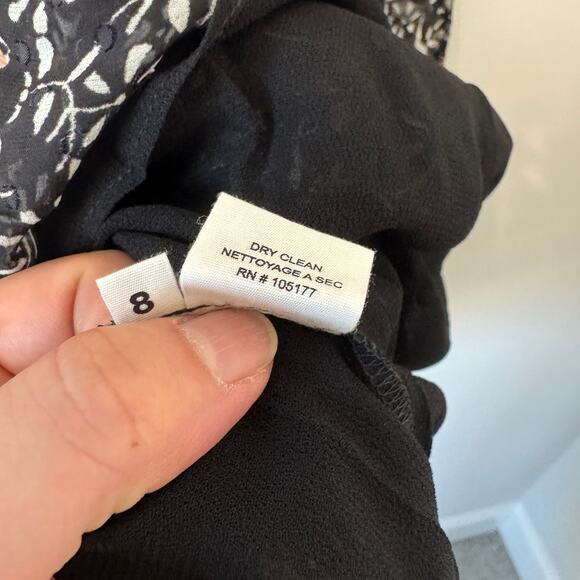 DRY CLEAN
NETTOYAGE A SEC
RN # 105177
8